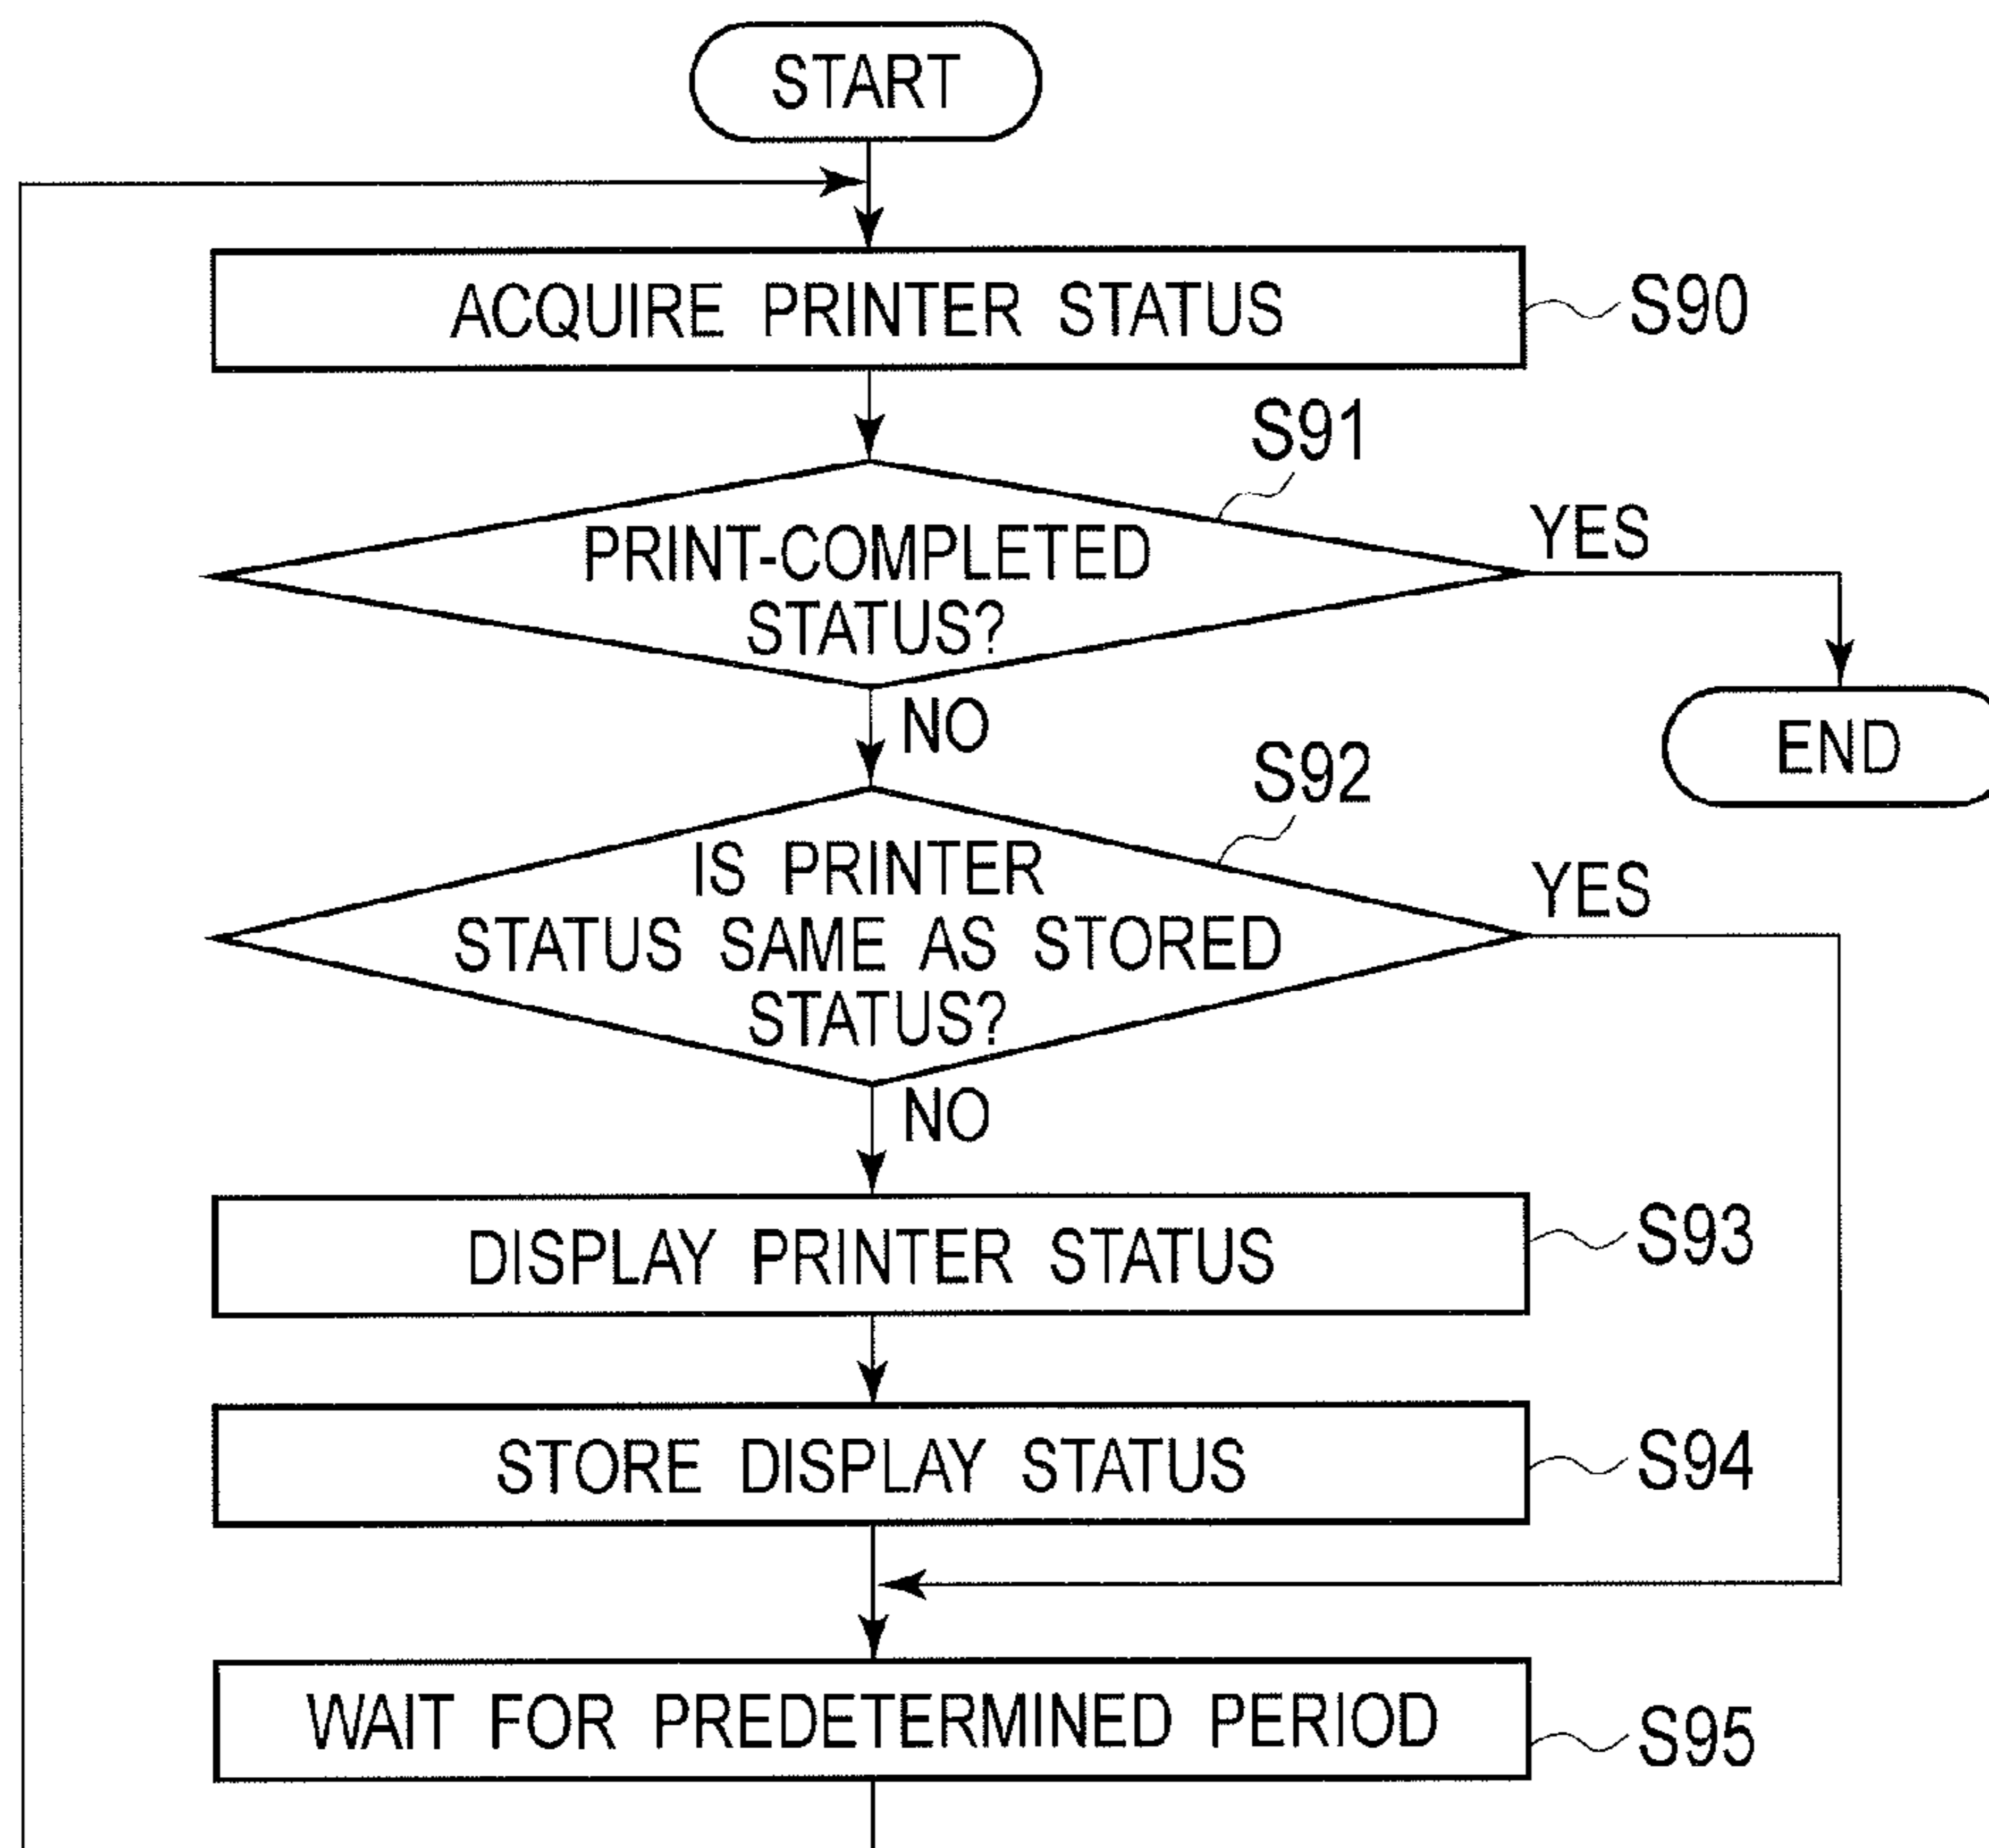 START
ACQUIRE PRINTER STATUS
S90
S91
PRINT-COMPLETED
STATUS?
YES
NO
END
S92
IS PRINTER
STATUS SAME AS STORED
STATUS?
YES
NO
DISPLAY PRINTER STATUS
S93
STORE DISPLAY STATUS
S94
WAIT FOR PREDETERMINED PERIOD
S95